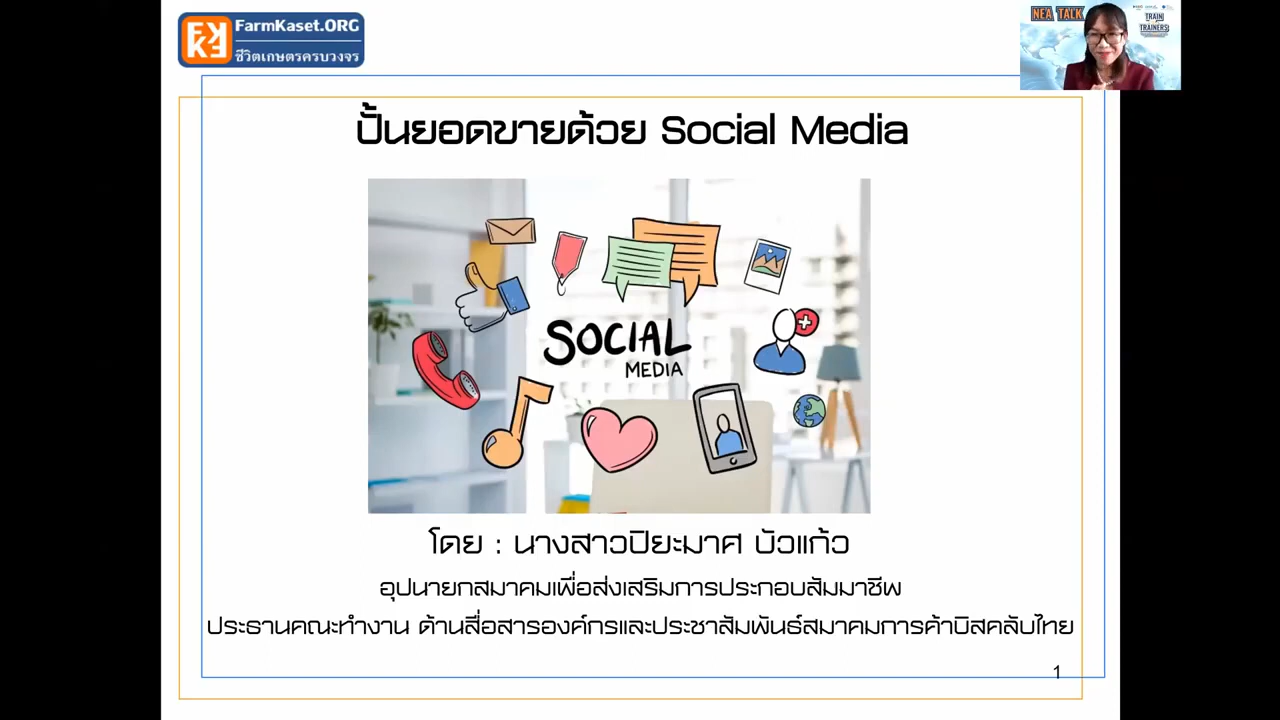 FarmKaset.ORG
ชีวิตเกษตรครบวงจร
NEA TALK
TRAIN
TRAINERS
ปั้นยอดขายด้วย Social Media
SOCIAL
MEDIA
โดย : นางสาวปิยะมาศ บัวแก้ว
อุปนายกสมาคมเพื่อส่งเสริมการประกอบสัมมาชีพ
ประธานคณะทำงาน ด้านสื่อสารองค์กรและประชาสัมพันธ์สมาคมการค้าบิสคลับไทย
1